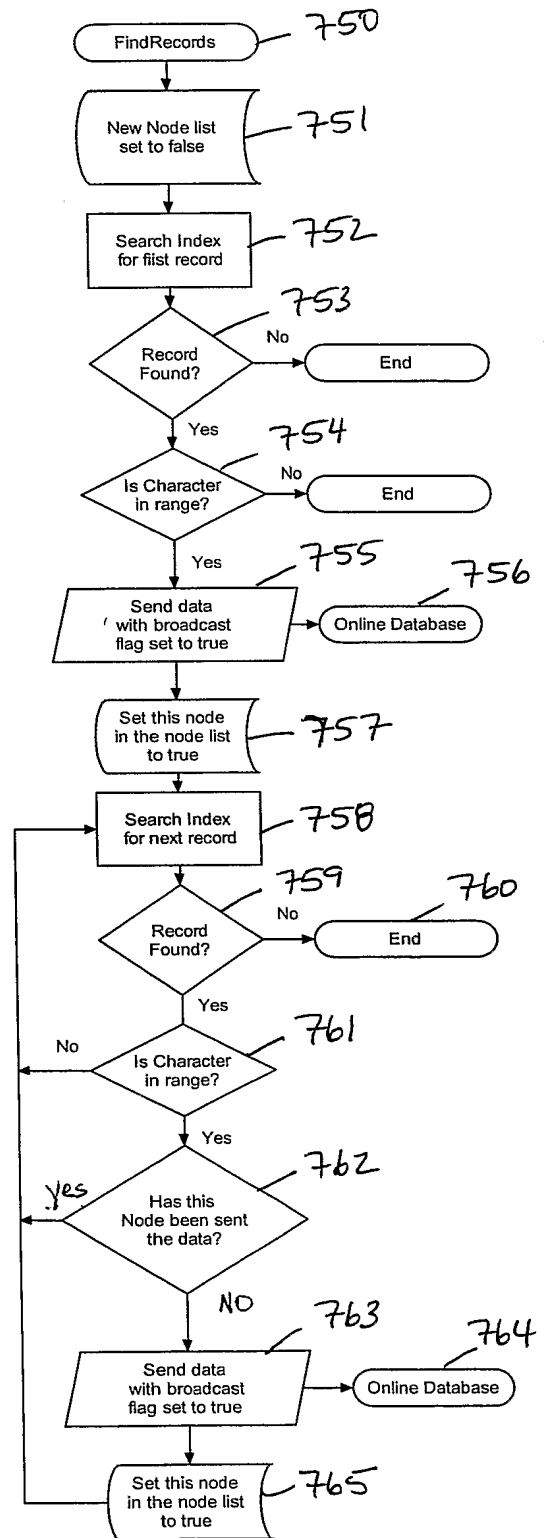 FindRecords
750
New Node list
set to false
751
Search Index
for fiist record
752
753
Record
Found?
No
End
Yes
754
Is Character
in range?
No
End
Yes
755
Send data
with broadcast
flag set to true
756
Online Database
Set this node
in the node list
to true
757
Search Index
for next record
758
759
Record
Found?
No
760
End
Yes
761
Is Character
in range?
No
Yes
762
Has this
Node been sent
the data?
yes
NO
763
Send data
with broadcast
flag set to true
764
Online Database
Set this node
in the node list
to true
765